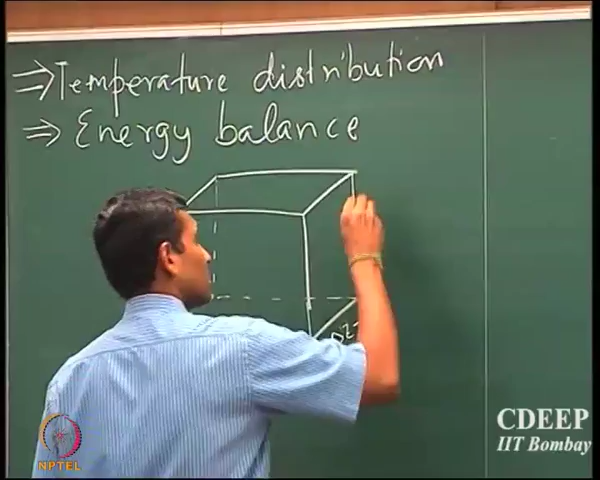 ⇒ Temperature distribution
⇒ Energy balance
CDEEP
IIT Bombay
NPTEL